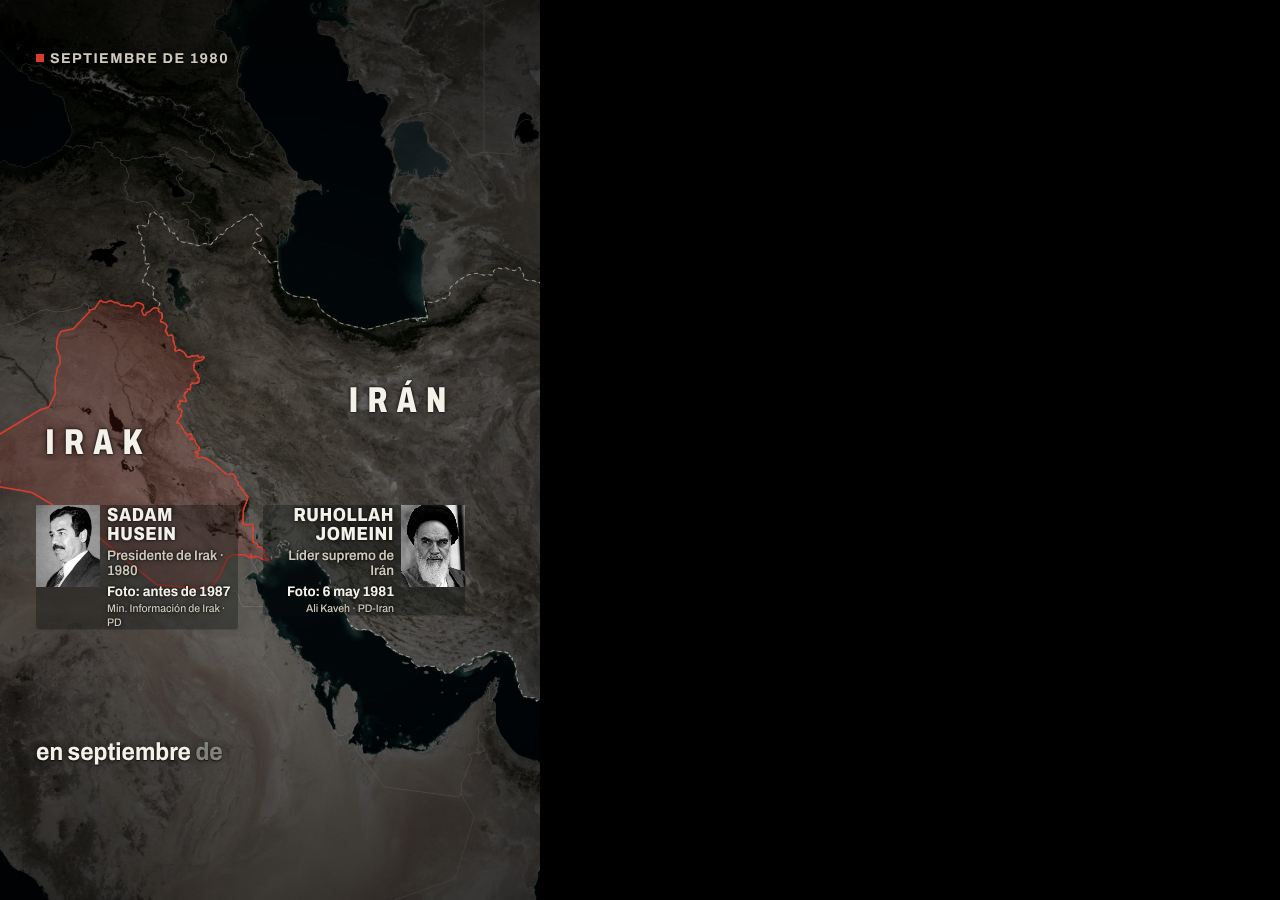 SEPTIEMBRE DE 1980
IRÁN
IRAK
SADAM
HUSEIN
Presidente de Irak ·
1980
Foto: antes de 1987
Min. Información de Irak ·
PD
RUHOLLAH
JOMEINI
Líder supremo de
Irán
Foto: 6 may 1981
Ali Kaveh · PD-Iran
en septiembre de